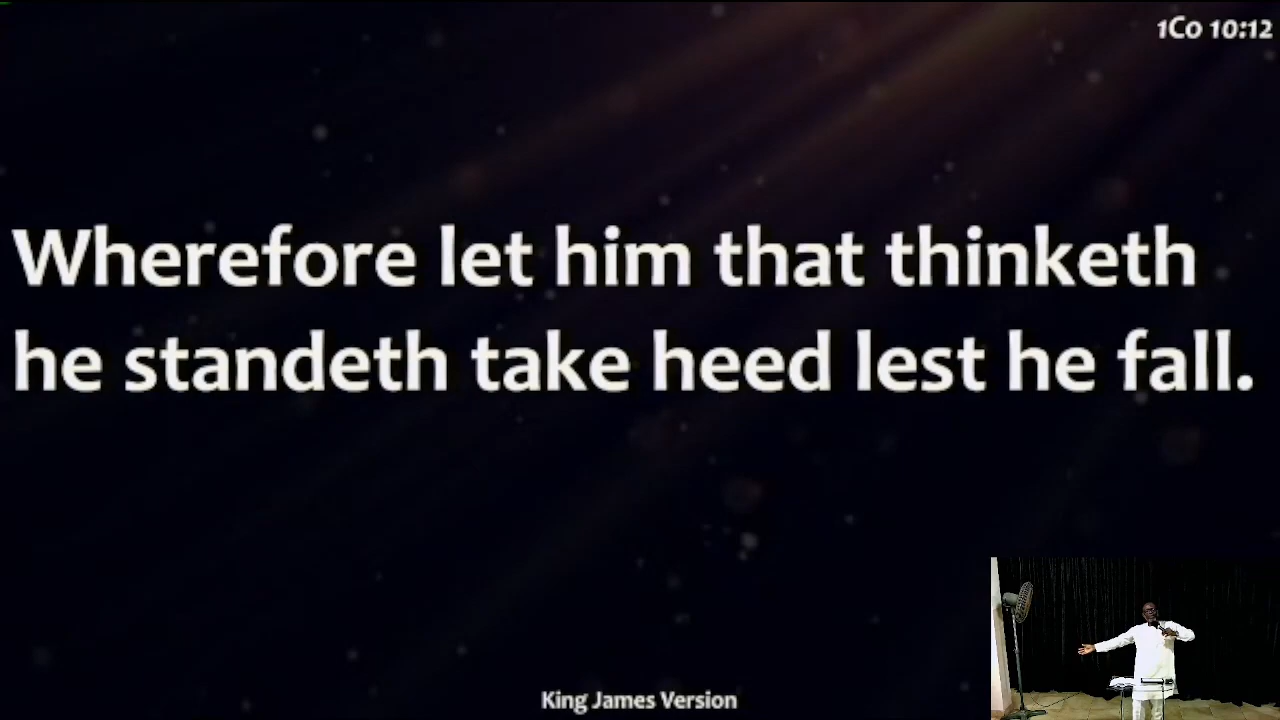 1Co 10:12
Wherefore let him that thinketh
he standeth take heed lest he fall.
King James Version